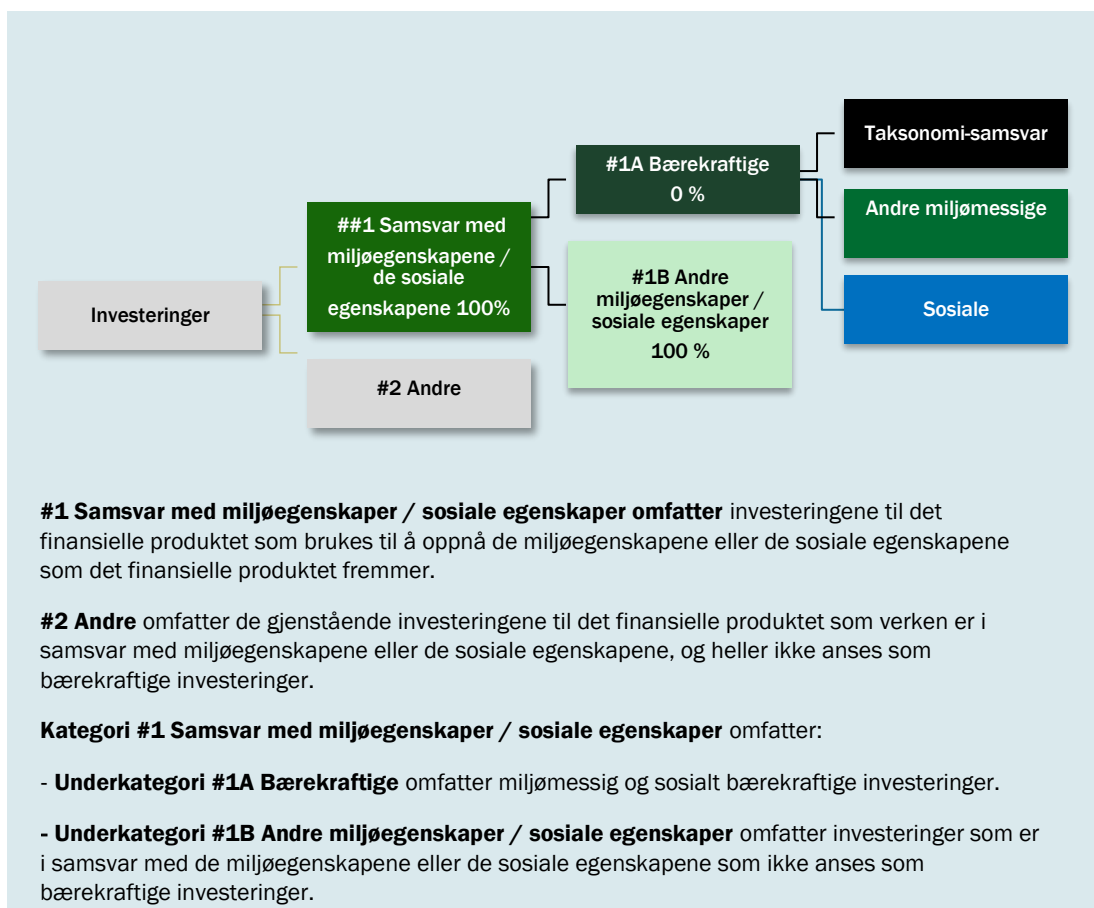 Investeringer
##1 Samsvar med
miljøegenskapene /
de sosiale
egenskapene 100%
#2 Andre
#1A Bærekraftige
0 %
#1B Andre
miljøegenskaper /
sosiale egenskaper
100 %
Taksonomi-samsvar
Andre miljømessige
Sosiale
#1 Samsvar med miljøegenskaper / sosiale egenskaper omfatter investeringene til det
finansielle produktet som brukes til å oppnå de miljøegenskapene eller de sosiale egenskapene
som det finansielle produktet fremmer.
#2 Andre omfatter de gjenstående investeringene til det finansielle produktet som verken er i
samsvar med miljøegenskapene eller de sosiale egenskapene, og heller ikke anses som
bærekraftige investeringer.
Kategori #1 Samsvar med miljøegenskaper / sosiale egenskaper omfatter:
- Underkategori #1A Bærekraftige omfatter miljømessig og sosialt bærekraftige investeringer.
- Underkategori #1B Andre miljøegenskaper / sosiale egenskaper omfatter investeringer som er
i samsvar med de miljøegenskapene eller de sosiale egenskapene som ikke anses som
bærekraftige investeringer.